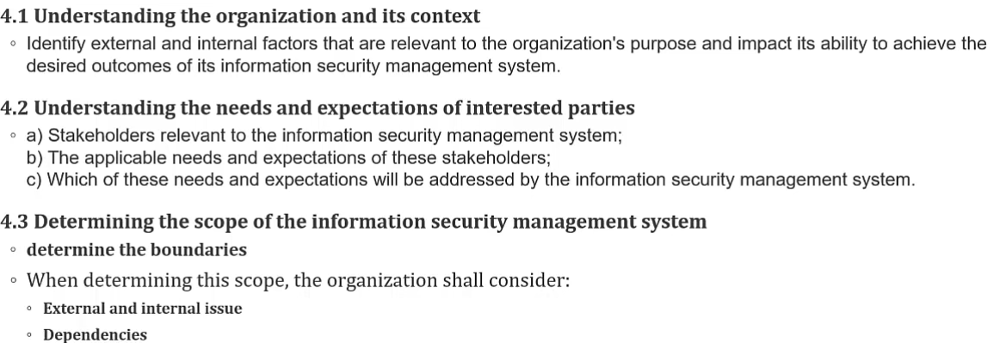 4.1 Understanding the organization and its context
◦ Identify external and internal factors that are relevant to the organization's purpose and impact its ability to achieve the
desired outcomes of its information security management system.
4.2 Understanding the needs and expectations of interested parties
◦ a) Stakeholders relevant to the information security management system;
b) The applicable needs and expectations of these stakeholders;
c) Which of these needs and expectations will be addressed by the information security management system.
4.3 Determining the scope of the information security management system
◦ determine the boundaries
◦ When determining this scope, the organization shall consider:
◦ External and internal issue
◦ Dependencies